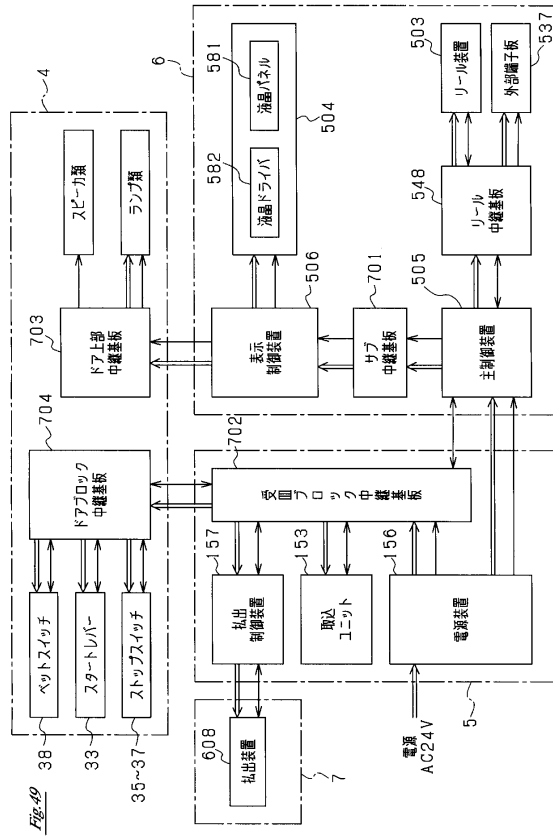 Fig.49
4
スピーカ類
ランプ類
703
ドア上部
中継基板
704
ドアブロック
中継基板
ベットスイッチ
38
スタートレバー
33
ストップスイッチ
35~37
6
581
液晶パネル
582
液晶ドライバ
504
506
表示
制御装置
701
サブ
中継基板
505
主制御装置
548
リール
中継基板
503
リール装置
外部端子板
537
702
受皿ブロック中継基板
157
払出
制御装置
153
取込
ユニット
156
電源装置
5
電源
AC24V
608
払出装置
7